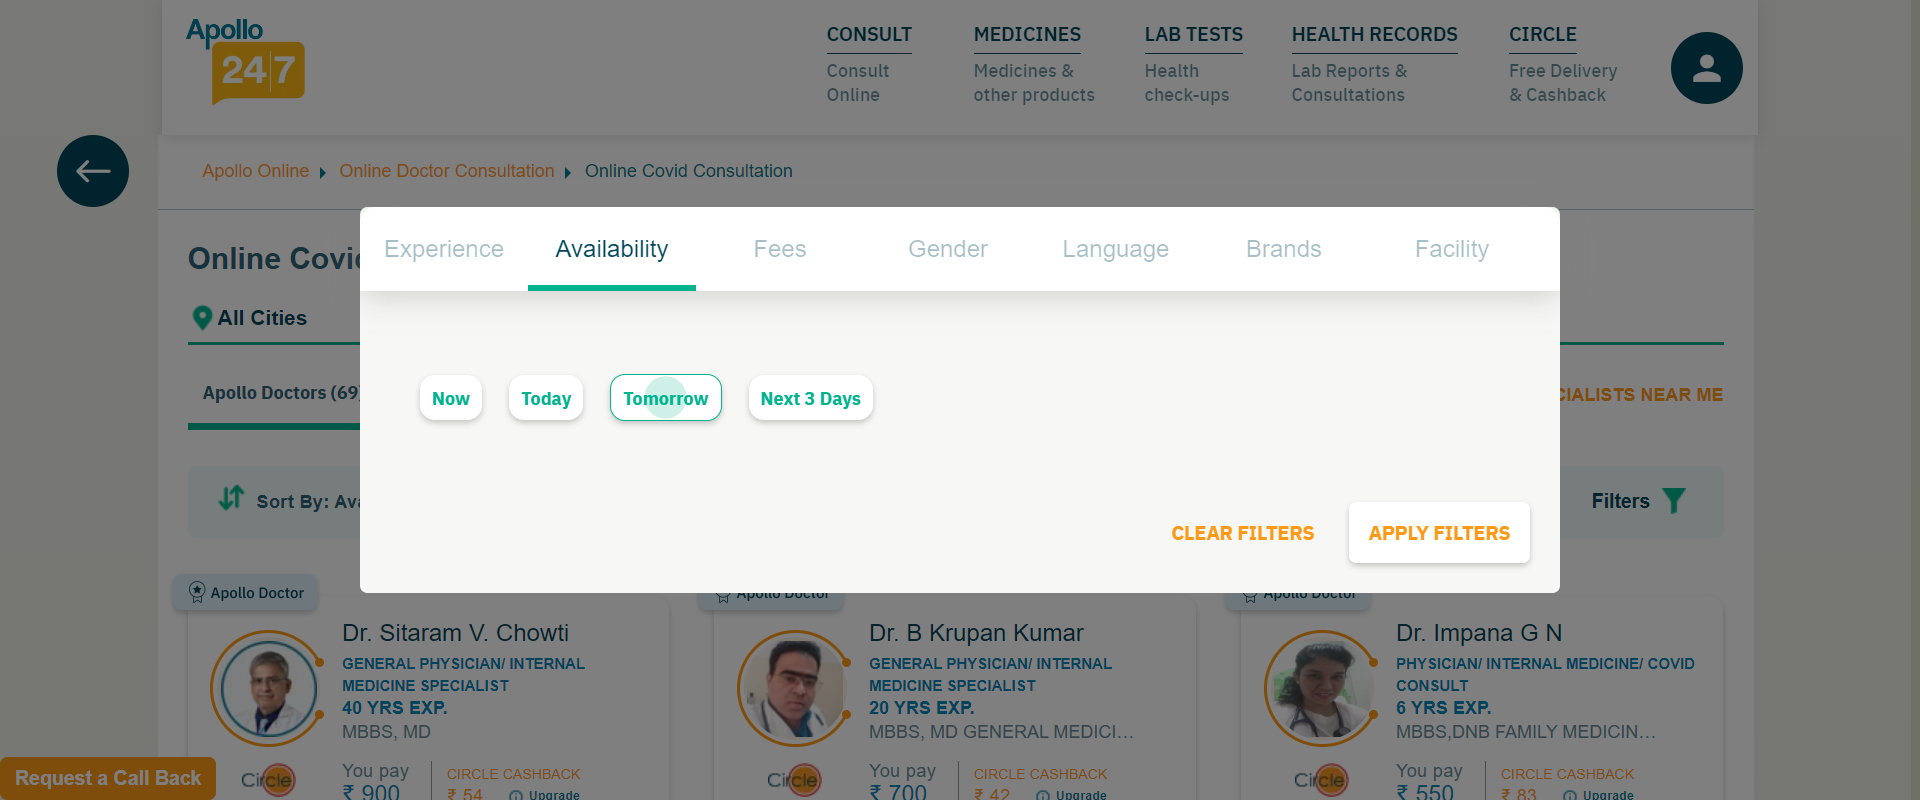 Apollo
24|7
CONSULT
Consult
Online
MEDICINES
Medicines &
other products
LAB TESTS
Health
check-ups
HEALTH RECORDS
Lab Reports &
Consultations
CIRCLE
Free Delivery
& Cashback
Apollo Online
Online Doctor Consultation
Online Covid Consultation
Online Covi
All Cities
Apollo Doctors (69
CIALISTS NEAR ME
Sort By: Ava
Filters
Experience
Availability
Fees
Gender
Language
Brands
Facility
Now
Today
Tomorrow
Next 3 Days
CLEAR FILTERS
APPLY FILTERS
Apollo Doctor
Dr. Sitaram V. Chowti
GENERAL PHYSICIAN/ INTERNAL
MEDICINE SPECIALIST
40 YRS EXP.
MBBS, MD
Circle
You pay
₹ 900
CIRCLE CASHBACK
₹ 54
Upgrade
Apollo Doctor
Dr. B Krupan Kumar
GENERAL PHYSICIAN/ INTERNAL
MEDICINE SPECIALIST
20 YRS EXP.
MBBS, MD GENERAL MEDICI...
Circle
You pay
₹ 700
CIRCLE CASHBACK
₹ 42
Upgrade
Apollo Doctor
Dr. Impana G N
PHYSICIAN/ INTERNAL MEDICINE/ COVID
CONSULT
6 YRS EXP.
MBBS,DNB FAMILY MEDICIN...
Circle
You pay
₹ 550
CIRCLE CASHBACK
₹ 83
Upgrade
Request a Call Back